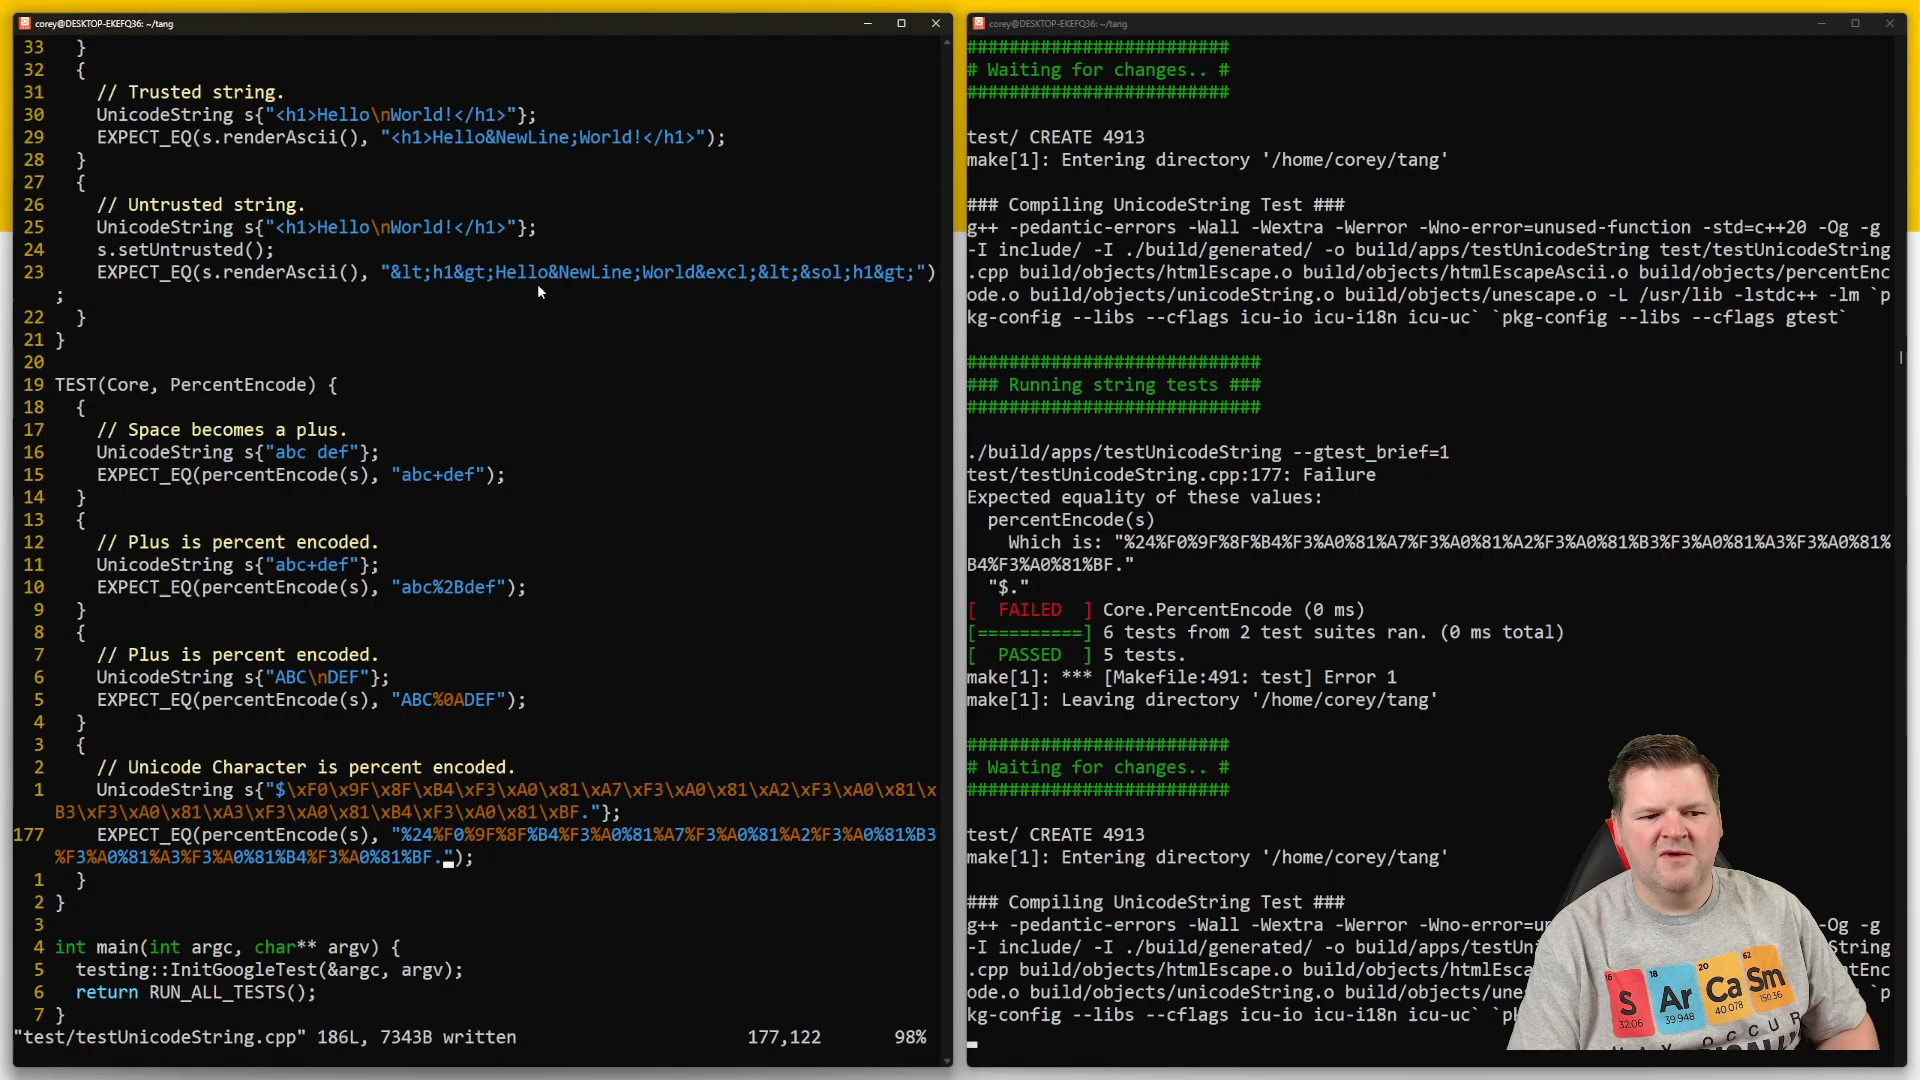 corey@DESKTOP-EKEFQ36: ~/tang
33   }
32   {
31     // Trusted string.
30     UnicodeString s{"<h1>Hello\nWorld!</h1>"};
29     EXPECT_EQ(s.renderAscii(), "<h1>Hello&NewLine;World!</h1>");
28   }
27   {
26     // Untrusted string.
25     UnicodeString s{"<h1>Hello\nWorld!</h1>"};
24     s.setUntrusted();
23     EXPECT_EQ(s.renderAscii(), "&lt;h1&gt;Hello&NewLine;World&excl;&lt;&sol;h1&gt;")
;
22   }
21 }
20
19 TEST(Core, PercentEncode) {
18   {
17     // Space becomes a plus.
16     UnicodeString s{"abc def"};
15     EXPECT_EQ(percentEncode(s), "abc+def");
14   }
13   {
12     // Plus is percent encoded.
11     UnicodeString s{"abc+def"};
10     EXPECT_EQ(percentEncode(s), "abc%2Bdef");
9   }
8   {
7     // Plus is percent encoded.
6     UnicodeString s{"ABC\nDEF"};
5     EXPECT_EQ(percentEncode(s), "ABC%0ADEF");
4   }
3   {
2     // Unicode Character is percent encoded.
1     UnicodeString s{"$\xF0\x9F\x8F\xB4\xF3\xA0\x81\xA7\xF3\xA0\x81\xA2\xF3\xA0\x81\x
B3\xF3\xA0\x81\xA3\xF3\xA0\x81\xB4\xF3\xA0\x81\xBF."};
177     EXPECT_EQ(percentEncode(s), "%24%F0%9F%8F%B4%F3%A0%81%A7%F3%A0%81%A2%F3%A0%81%B3
%F3%A0%81%A3%F3%A0%81%B4%F3%A0%81%BF.");
1   }
2 }
3
4 int main(int argc, char** argv) {
5   testing::InitGoogleTest(&argc, argv);
6   return RUN_ALL_TESTS();
7 }
"test/testUnicodeString.cpp" 186L, 7343B written 177,122 98%
corey@DESKTOP-EKEFQ36: ~/tang
#########################
# Waiting for changes.. #
#########################
test/ CREATE 4913
make[1]: Entering directory '/home/corey/tang'
### Compiling UnicodeString Test ###
g++ -pedantic-errors -Wall -Wextra -Werror -Wno-error=unused-function -std=c++20 -Og -g
-I include/ -I ./build/generated/ -o build/apps/testUnicodeString test/testUnicodeString
.cpp build/objects/htmlEscape.o build/objects/htmlEscapeAscii.o build/objects/percentEnc
ode.o build/objects/unicodeString.o build/objects/unescape.o -L /usr/lib -lstdc++ -lm `p
kg-config --libs --cflags icu-io icu-i18n icu-uc` `pkg-config --libs --cflags gtest`
############################
### Running string tests ###
############################
./build/apps/testUnicodeString --gtest_brief=1
test/testUnicodeString.cpp:177: Failure
Expected equality of these values:
percentEncode(s)
Which is: "%24%F0%9F%8F%B4%F3%A0%81%A7%F3%A0%81%A2%F3%A0%81%B3%F3%A0%81%A3%F3%A0%81%
B4%F3%A0%81%BF."
"$."
[  FAILED  ] Core.PercentEncode (0 ms)
[==========] 6 tests from 2 test suites ran. (0 ms total)
[  PASSED  ] 5 tests.
make[1]: *** [Makefile:491: test] Error 1
make[1]: Leaving directory '/home/corey/tang'
#########################
# Waiting for changes.. #
#########################
test/ CREATE 4913
make[1]: Entering directory '/home/corey/tang'
### Compiling UnicodeString Test ###
g++ -pedantic-errors -Wall -Wextra -Werror -Wno-error=un -Og -g
-I include/ -I ./build/generated/ -o build/apps/testUni String
.cpp build/objects/htmlEscape.o build/objects/htmlEscap entEnc
ode.o build/objects/unicodeString.o build/objects/une `p
kg-config --libs --cflags icu-io icu-i18n icu-uc` `p
16 18 20 62
S Ar Ca Sm
32.06 39.948 40.078 150.36
MAY OCCUR